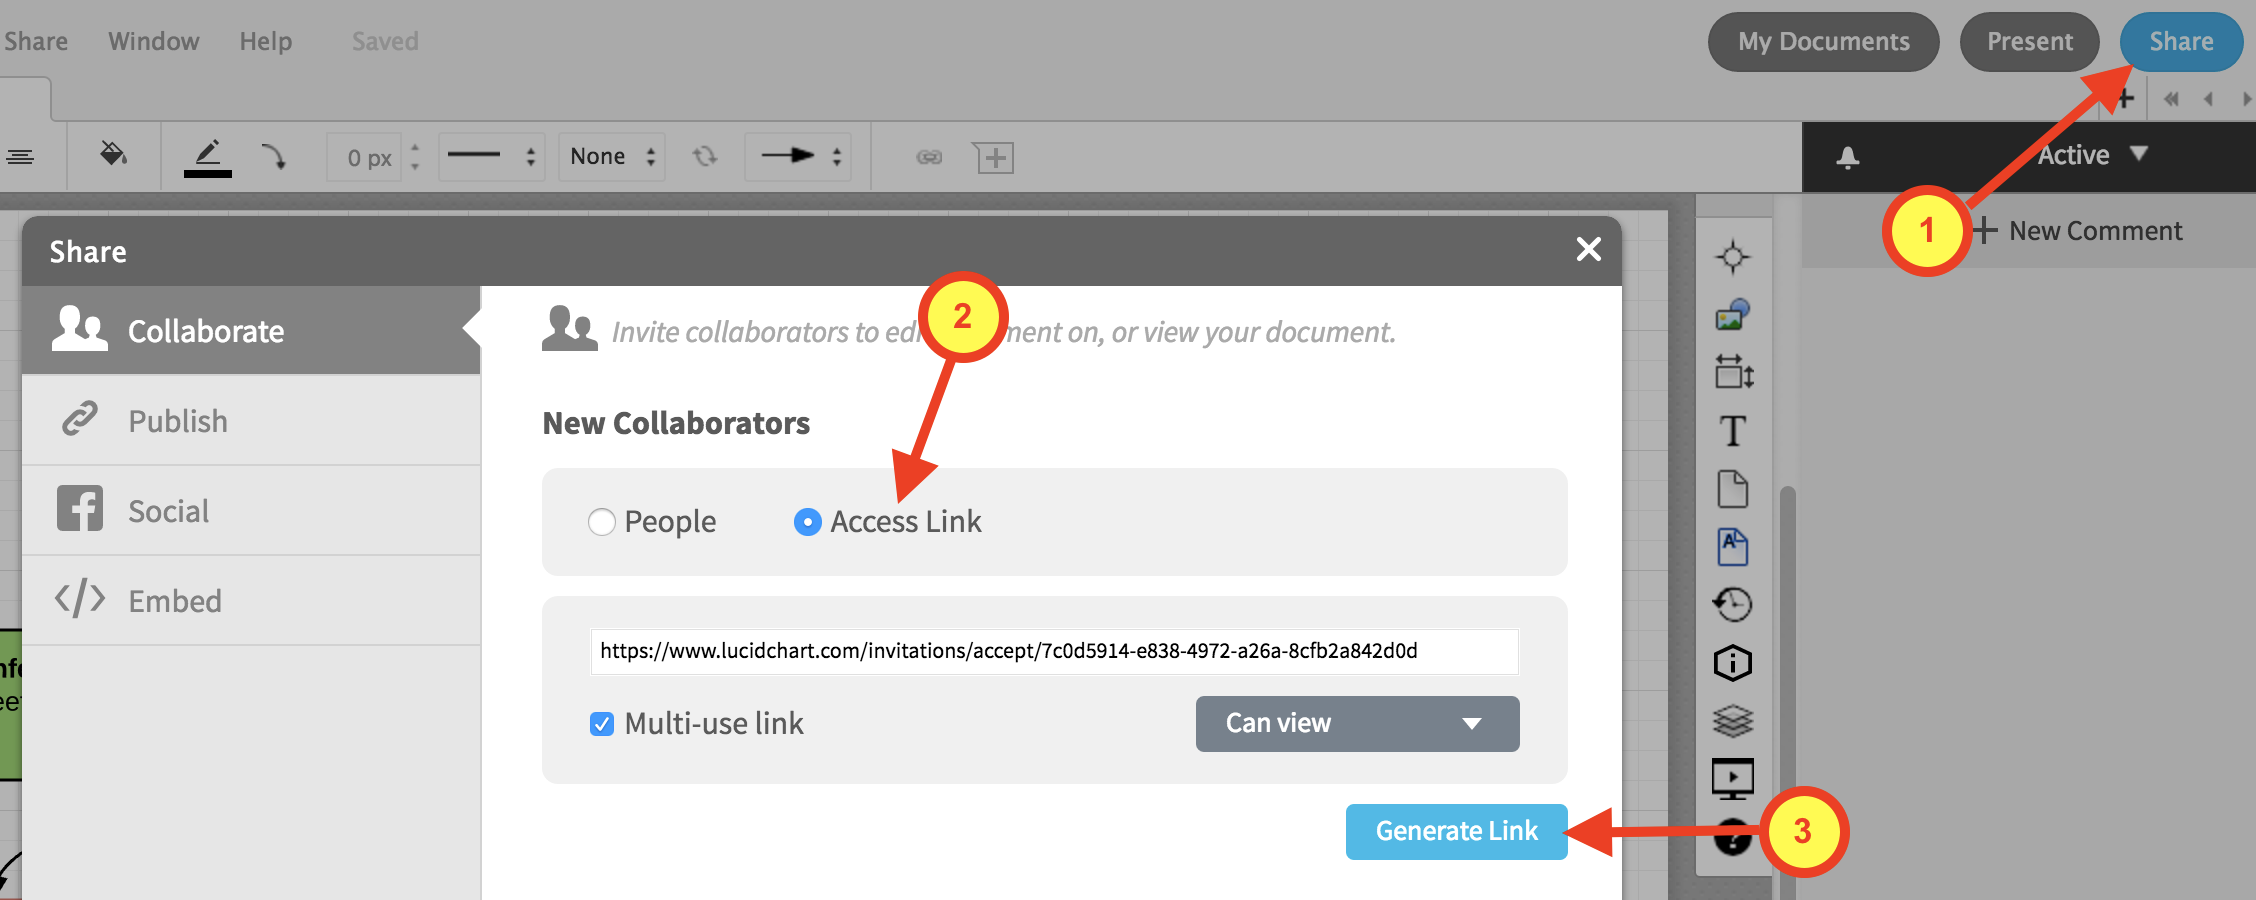 Share Window Help Saved My Documents Present Share
0 px None Active
1 New Comment
Share
2
Collaborate Invite collaborators to edi ment on, or view your document.
Publish New Collaborators
Social People Access Link
Embed
https://www.lucidchart.com/invitations/accept/7c0d5914-e838-4972-a26a-8cfb2a842d0d
Multi-use link Can view
Generate Link 3